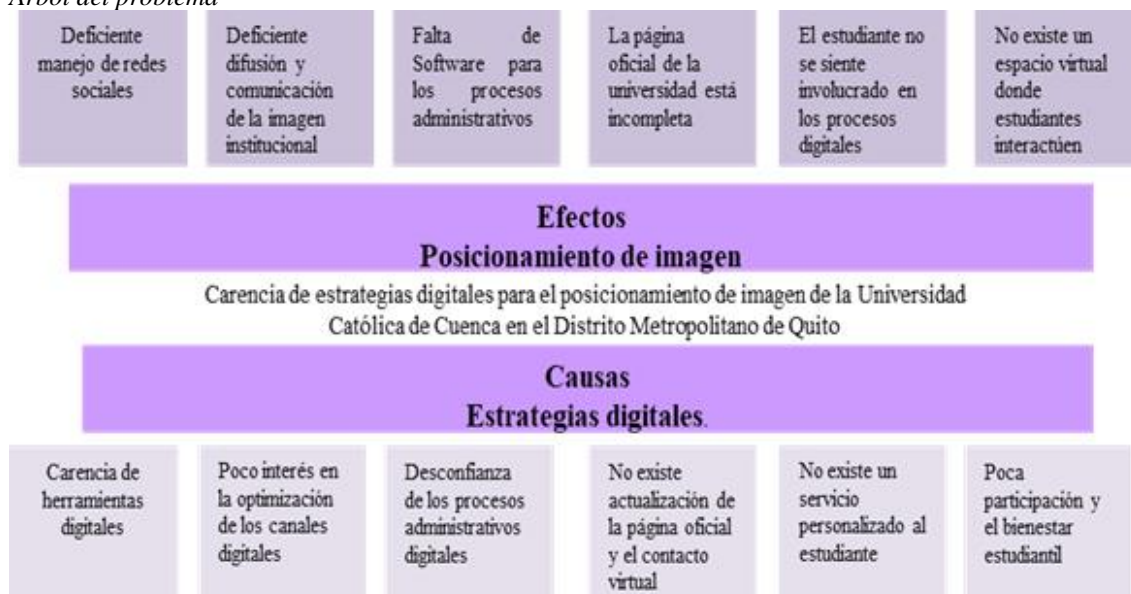 Árbol del problema
Deficiente
manejo de redes
sociales
Deficiente
difusión y
comunicación
de la imagen
institucional
Falta de
Software para
los procesos
administrativos
La página
oficial de la
universidad está
incompleta
El estudiante no
se siente
involucrado en
los procesos
digitales
No existe un
espacio virtual
donde
estudiantes
interactúen
Efectos
Posicionamiento de imagen
Carencia de estrategias digitales para el posicionamiento de imagen de la Universidad
Católica de Cuenca en el Distrito Metropolitano de Quito
Causas
Estrategias digitales.
Carencia de
herramientas
digitales
Poco interés en
la optimización
de los canales
digitales
Desconfianza
de los procesos
administrativos
digitales
No existe
actualización de
la página oficial
y el contacto
virtual
No existe un
servicio
personalizado al
estudiante
Poca
participación y
el bienestar
estudiantil